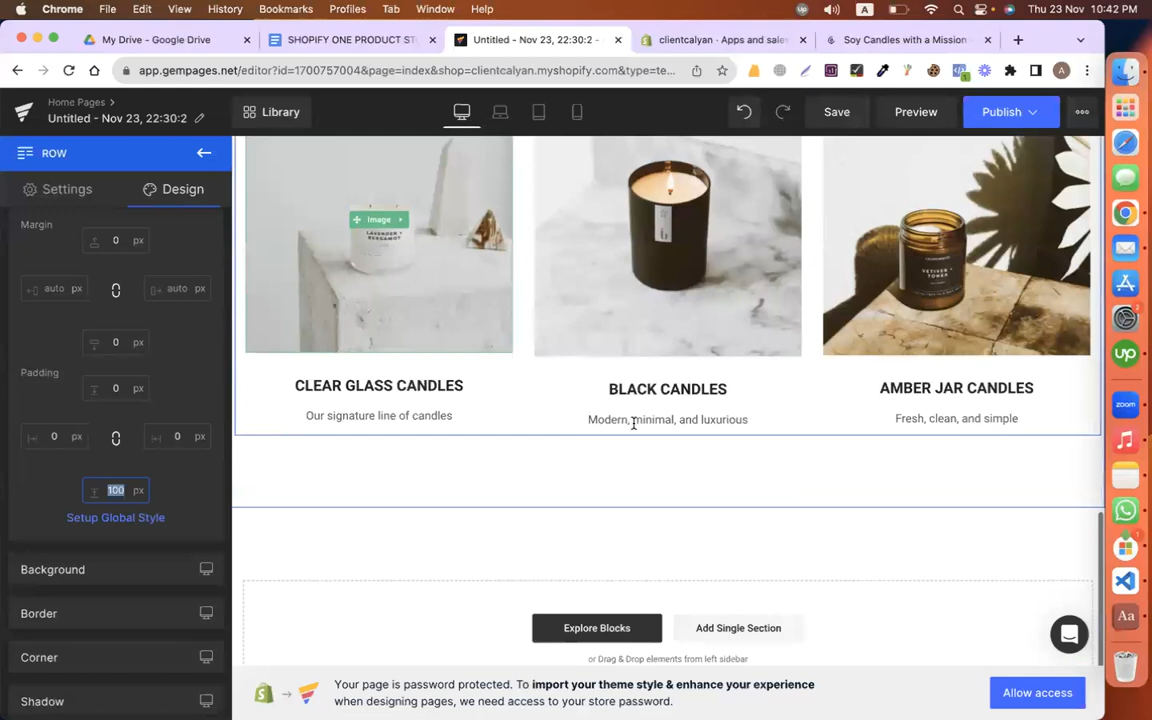 Chrome File Edit View History Bookmarks Profiles Tab Window Help
A Thu 23 Nov 10:42 PM
My Drive - Google Drive
SHOPIFY ONE PRODUCT ST
Untitled - Nov 23, 22:30:2 -
clientcalyan · Apps and sales
Soy Candles with a Mission
app.gempages.net/editor?id=1700757004&page=index&shop=clientcalyan.myshopify.com&type=te...
Home Pages
Untitled - Nov 23, 22:30:2
Library
Save
Preview
Publish
ROW
Settings
Design
Margin
0 px
auto px
auto px
0 px
Padding
0 px
0 px
0 px
100 px
Setup Global Style
Background
Border
Corner
Shadow
Image
LAVENDER +
BERGAMOT
VETIVER +
CLEAR GLASS CANDLES
Our signature line of candles
BLACK CANDLES
Modern, minimal, and luxurious
AMBER JAR CANDLES
Fresh, clean, and simple
Explore Blocks
Add Single Section
or Drag & Drop elements from left sidebar
Your page is password protected. To import your theme style & enhance your experience
when designing pages, we need access to your store password.
Allow access
up
zoom
Aa